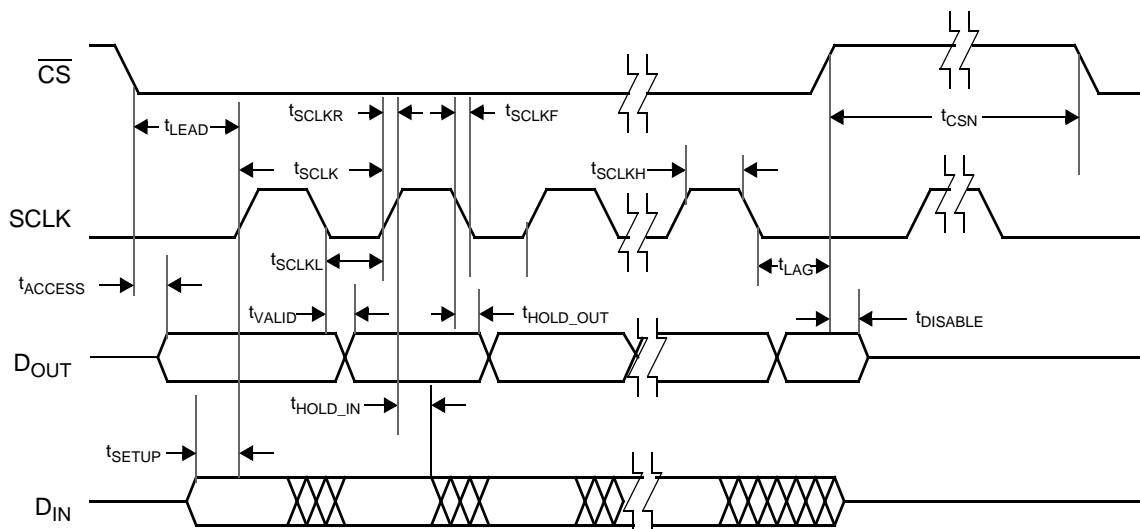 CS
tLEAD
tSCLKR
tSCLKF
tCSN
tSCLK
tSCLKH
SCLK
tSCLKL
tLAG
tACCESS
tVALID
tHOLD_OUT
tDISABLE
DOUT
tHOLD_IN
tSETUP
DIN